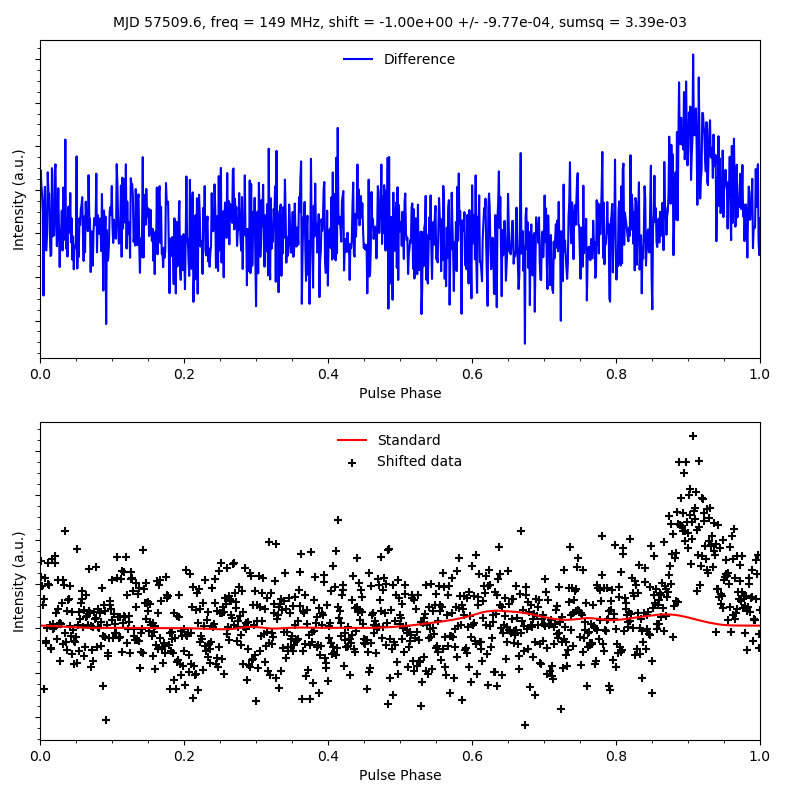 MJD 57509.6, freq = 149 MHz, shift = -1.00e+00 +/- -9.77e-04, sumsq = 3.39e-03
Difference
Intensity (a.u.)
0.0 0.2 0.4 0.6 0.8 1.0
Pulse Phase
Standard
Shifted data
Intensity (a.u.)
0.0 0.2 0.4 0.6 0.8 1.0
Pulse Phase